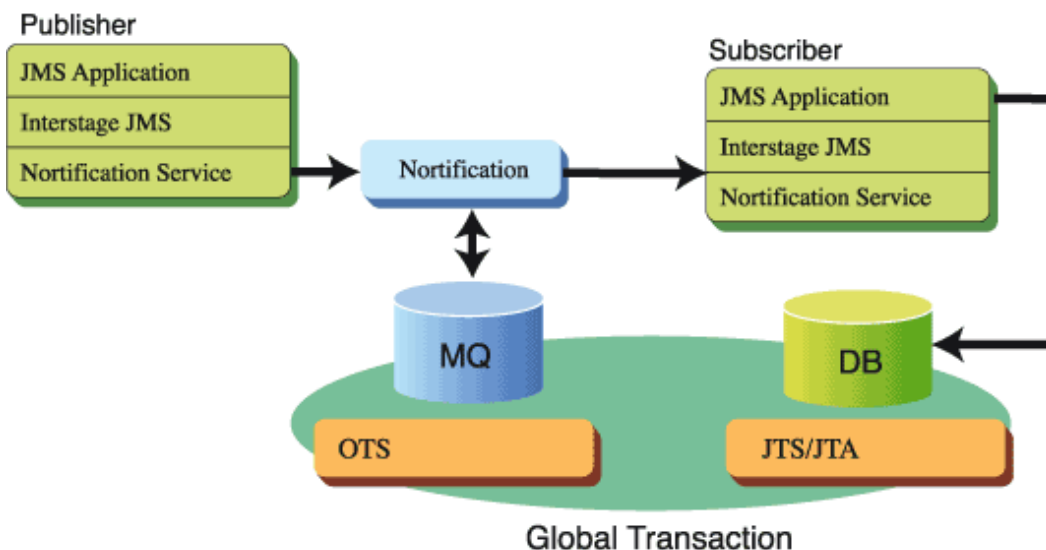 Publisher
JMS Application
Interstage JMS
Nortification Service
Nortification
Subscriber
JMS Application
Interstage JMS
Nortification Service
MQ
DB
OTS
JTS/JTA
Global Transaction